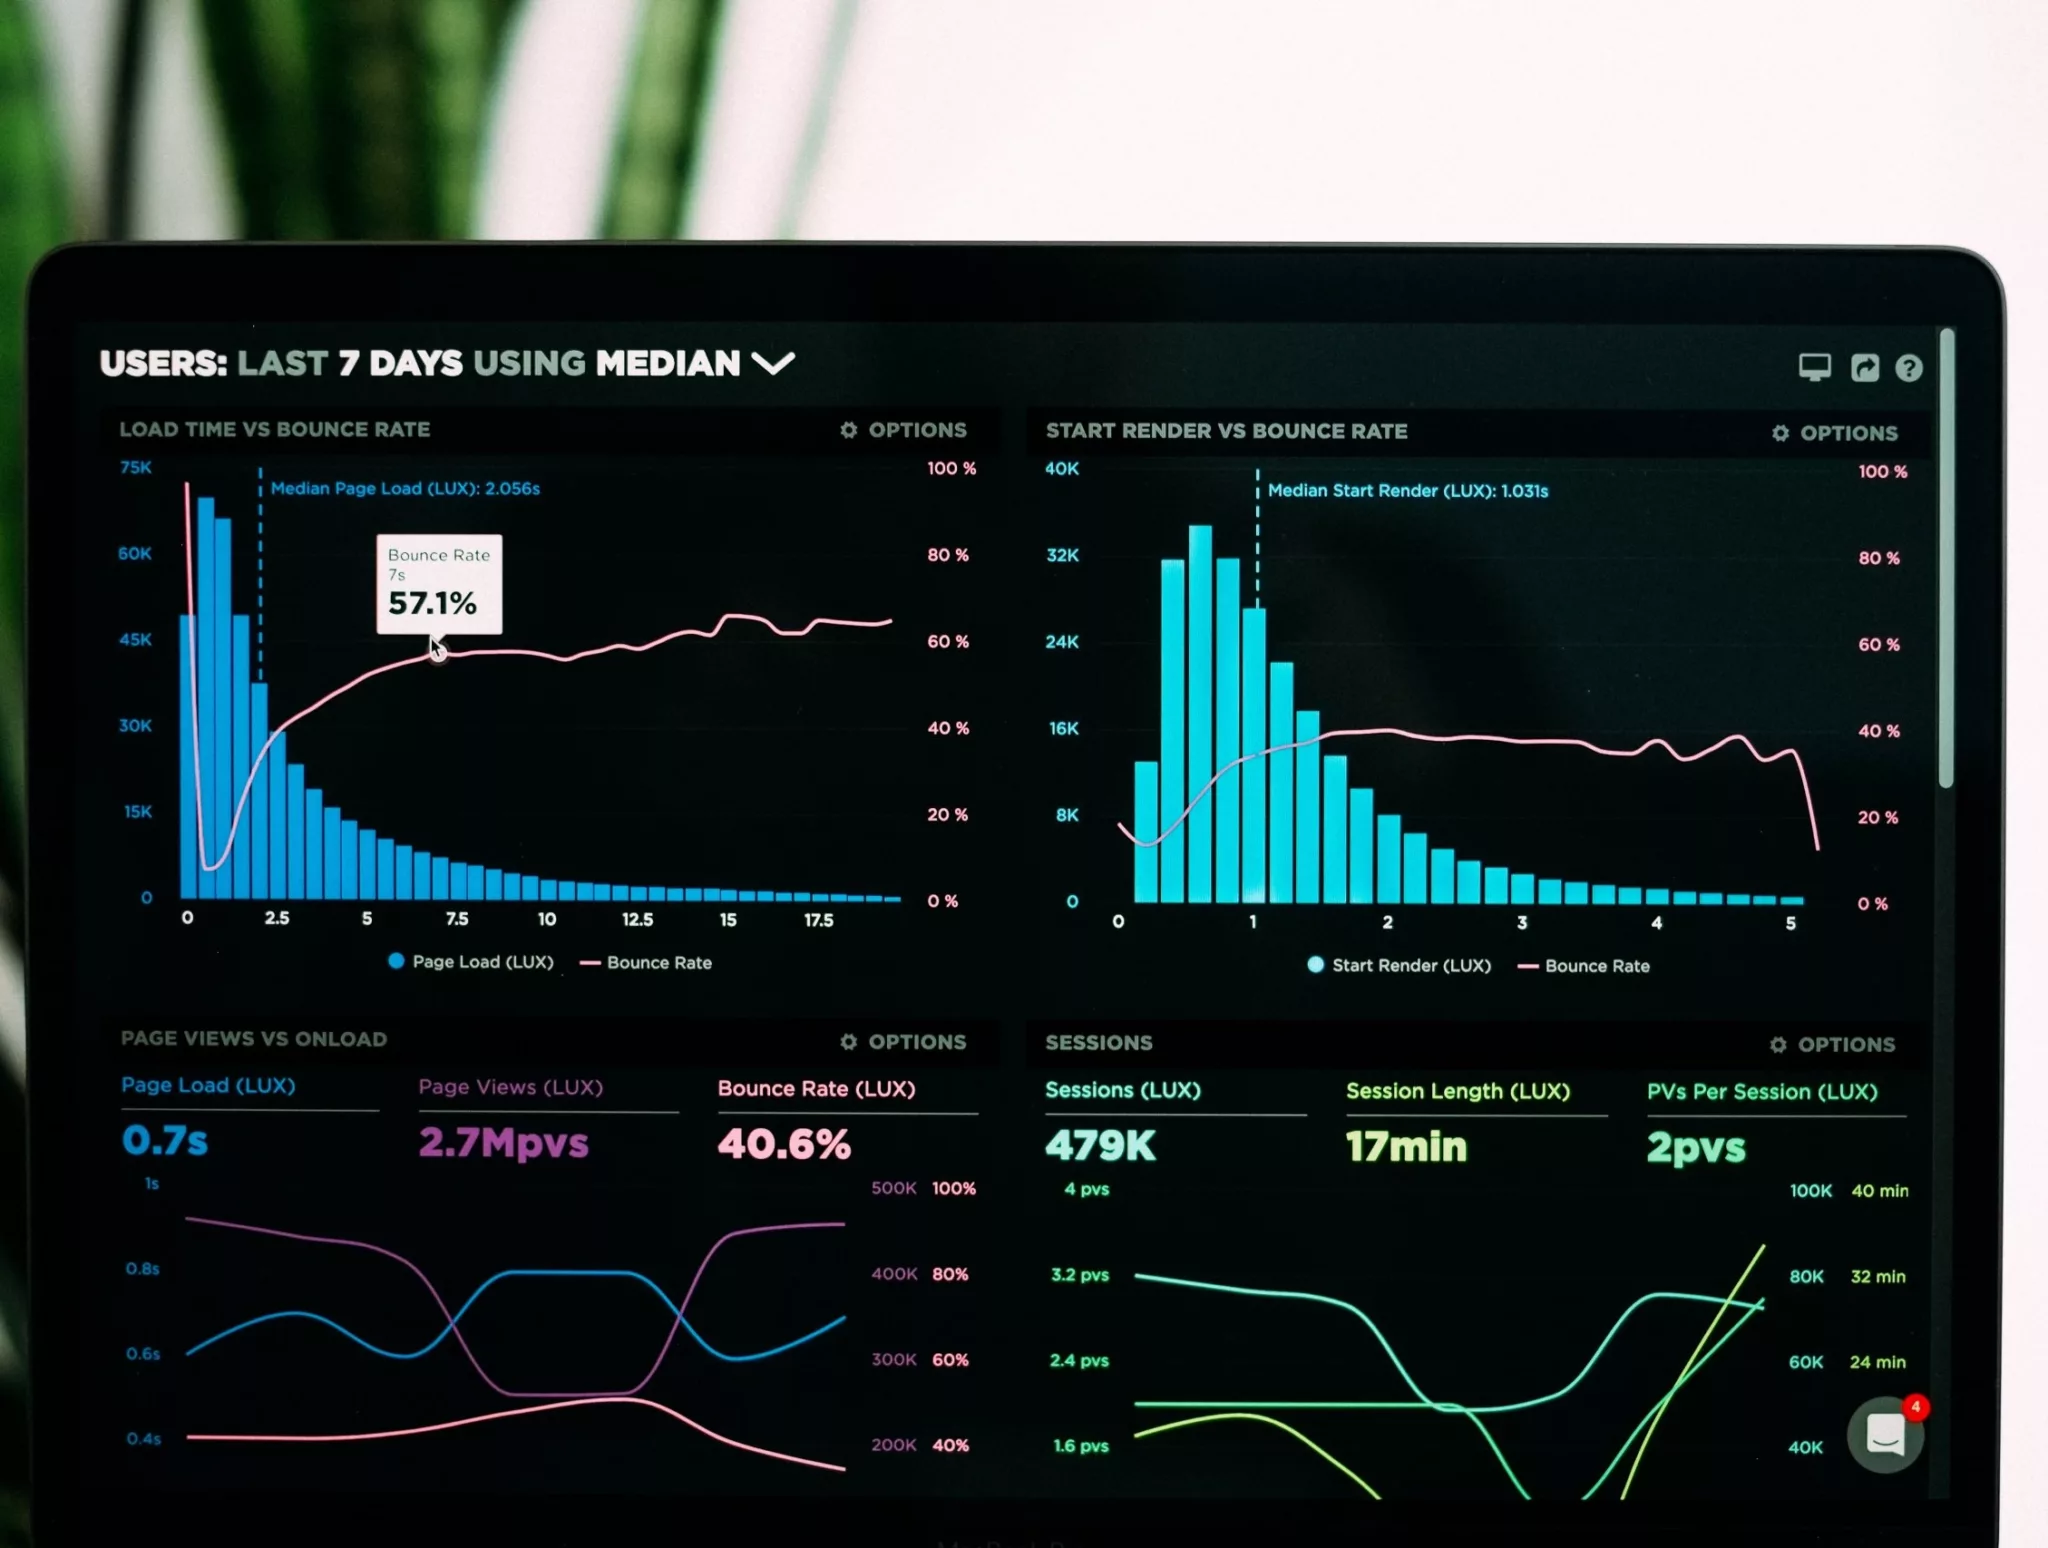 USERS: LAST 7 DAYS USING MEDIAN
LOAD TIME VS BOUNCE RATE
OPTIONS
75K
60K
45K
30K
15K
0
Median Page Load (LUX): 2.056s
Bounce Rate
7s
57.1%
100 %
80 %
60 %
40 %
20 %
0 %
0 2.5 5 7.5 10 12.5 15 17.5
Page Load (LUX) Bounce Rate
START RENDER VS BOUNCE RATE
OPTIONS
40K
32K
24K
16K
8K
0
Median Start Render (LUX): 1.031s
100 %
80 %
60 %
40 %
20 %
0 %
0 1 2 3 4 5
Start Render (LUX) Bounce Rate
PAGE VIEWS VS ONLOAD
OPTIONS
Page Load (LUX)
0.7s
Page Views (LUX)
2.7Mpvs
Bounce Rate (LUX)
40.6%
1s
0.8s
0.6s
0.4s
500K 100%
400K 80%
300K 60%
200K 40%
SESSIONS
OPTIONS
Sessions (LUX)
479K
Session Length (LUX)
17min
PVs Per Session (LUX)
2pvs
4 pvs
3.2 pvs
2.4 pvs
1.6 pvs
100K 40 min
80K 32 min
60K 24 min
40K
4